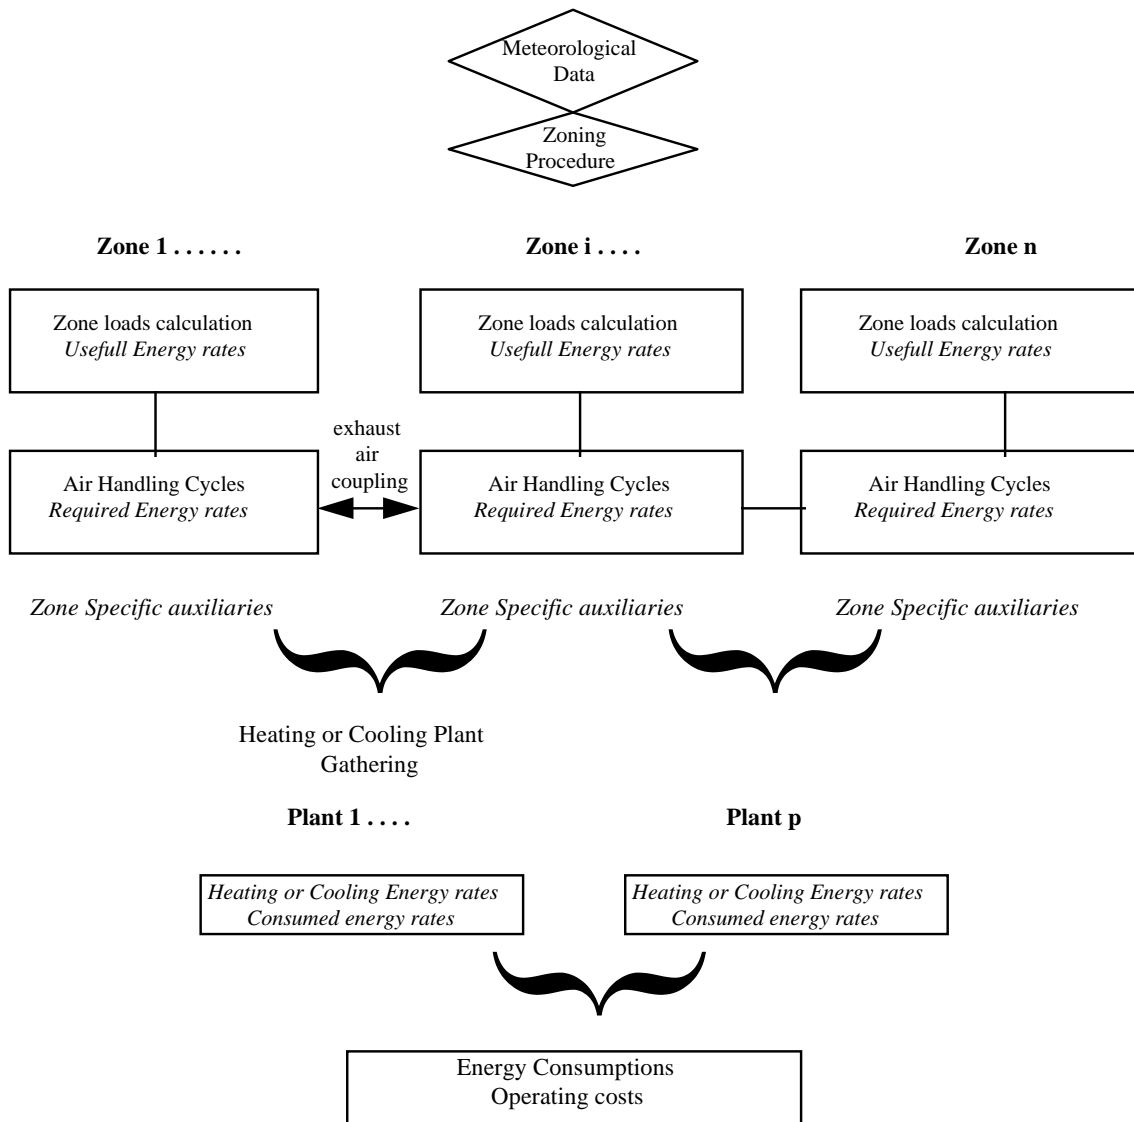 Meteorological
Data
Zoning
Procedure
Zone 1 . . . . . .
Zone i . . . .
Zone n
Zone loads calculation
Usefull Energy rates
Zone loads calculation
Usefull Energy rates
Zone loads calculation
Usefull Energy rates
exhaust
air
coupling
Air Handling Cycles
Required Energy rates
Air Handling Cycles
Required Energy rates
Air Handling Cycles
Required Energy rates
Zone Specific auxiliaries
Zone Specific auxiliaries
Zone Specific auxiliaries
Heating or Cooling Plant
Gathering
Plant 1 . . . .
Plant p
Heating or Cooling Energy rates
Consumed energy rates
Heating or Cooling Energy rates
Consumed energy rates
Energy Consumptions
Operating costs